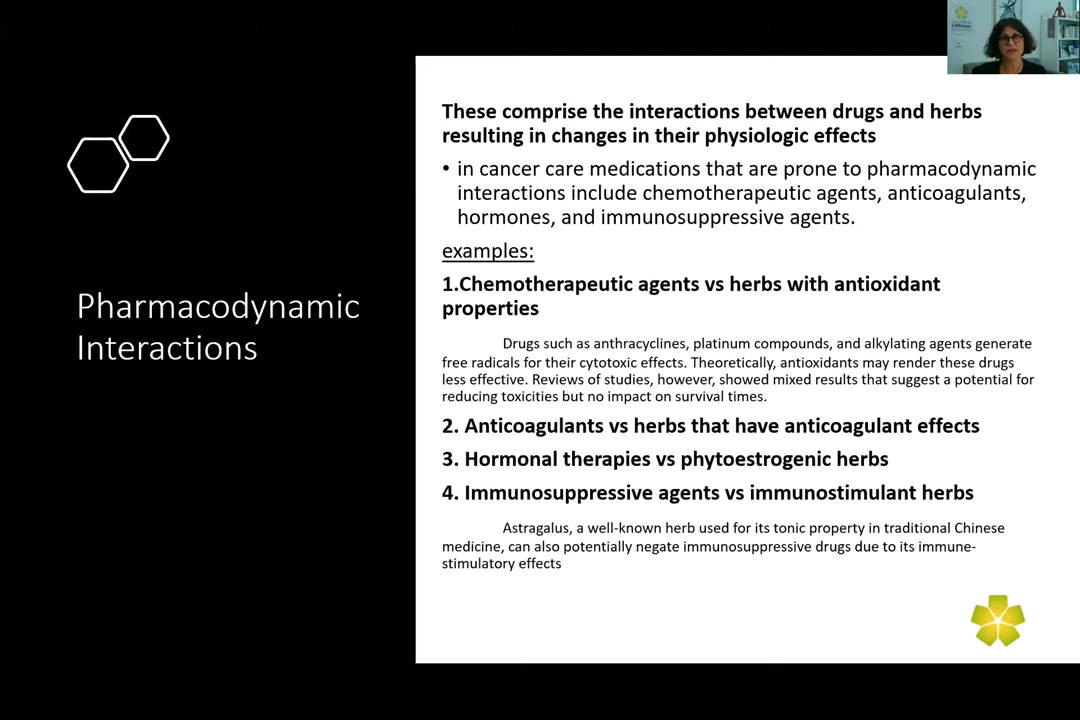 Pharmacodynamic
Interactions
These comprise the interactions between drugs and herbs
resulting in changes in their physiologic effects
• in cancer care medications that are prone to pharmacodynamic
interactions include chemotherapeutic agents, anticoagulants,
hormones, and immunosuppressive agents.
examples:
1.Chemotherapeutic agents vs herbs with antioxidant
properties
Drugs such as anthracyclines, platinum compounds, and alkylating agents generate
free radicals for their cytotoxic effects. Theoretically, antioxidants may render these drugs
less effective. Reviews of studies, however, showed mixed results that suggest a potential for
reducing toxicities but no impact on survival times.
2. Anticoagulants vs herbs that have anticoagulant effects
3. Hormonal therapies vs phytoestrogenic herbs
4. Immunosuppressive agents vs immunostimulant herbs
Astragalus, a well-known herb used for its tonic property in traditional Chinese
medicine, can also potentially negate immunosuppressive drugs due to its immune-
stimulatory effects